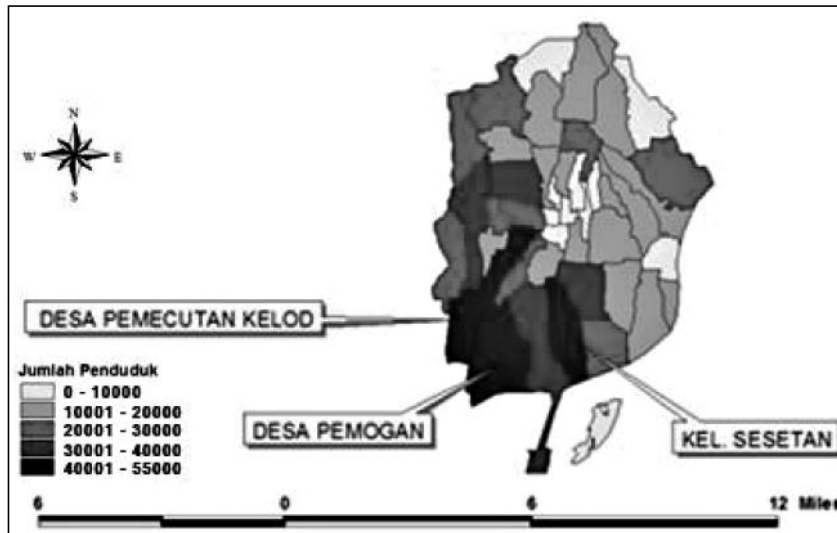 N
W E
S
DESA PEMECUTAN KELOD
Jumlah Penduduk
0 - 10000
10001 - 20000
20001 - 30000
30001 - 40000
40001 - 55000
DESA PEMOGAN
KEL. SESETAN
6 0 6 12 Miles